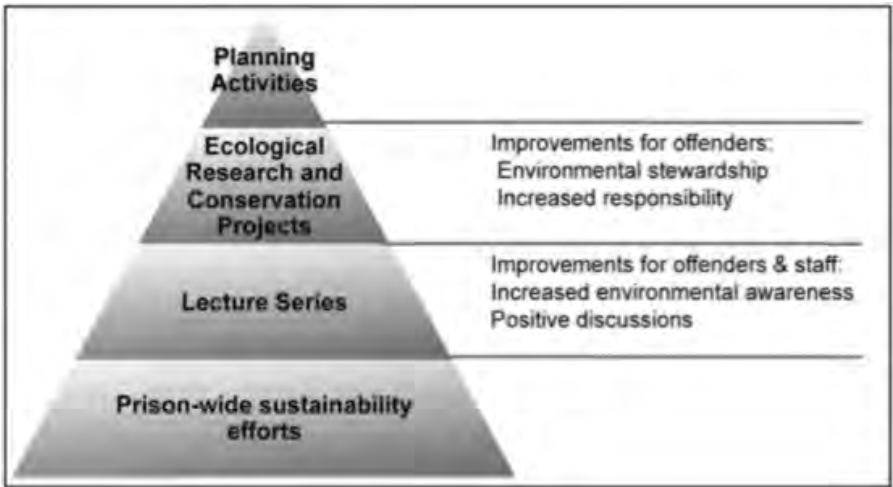 Planning
Activities
Ecological
Research and
Conservation
Projects
Improvements for offenders:
Environmental stewardship
Increased responsibility
Lecture Series
Improvements for offenders & staff:
Increased environmental awareness
Positive discussions
Prison-wide sustainability
efforts